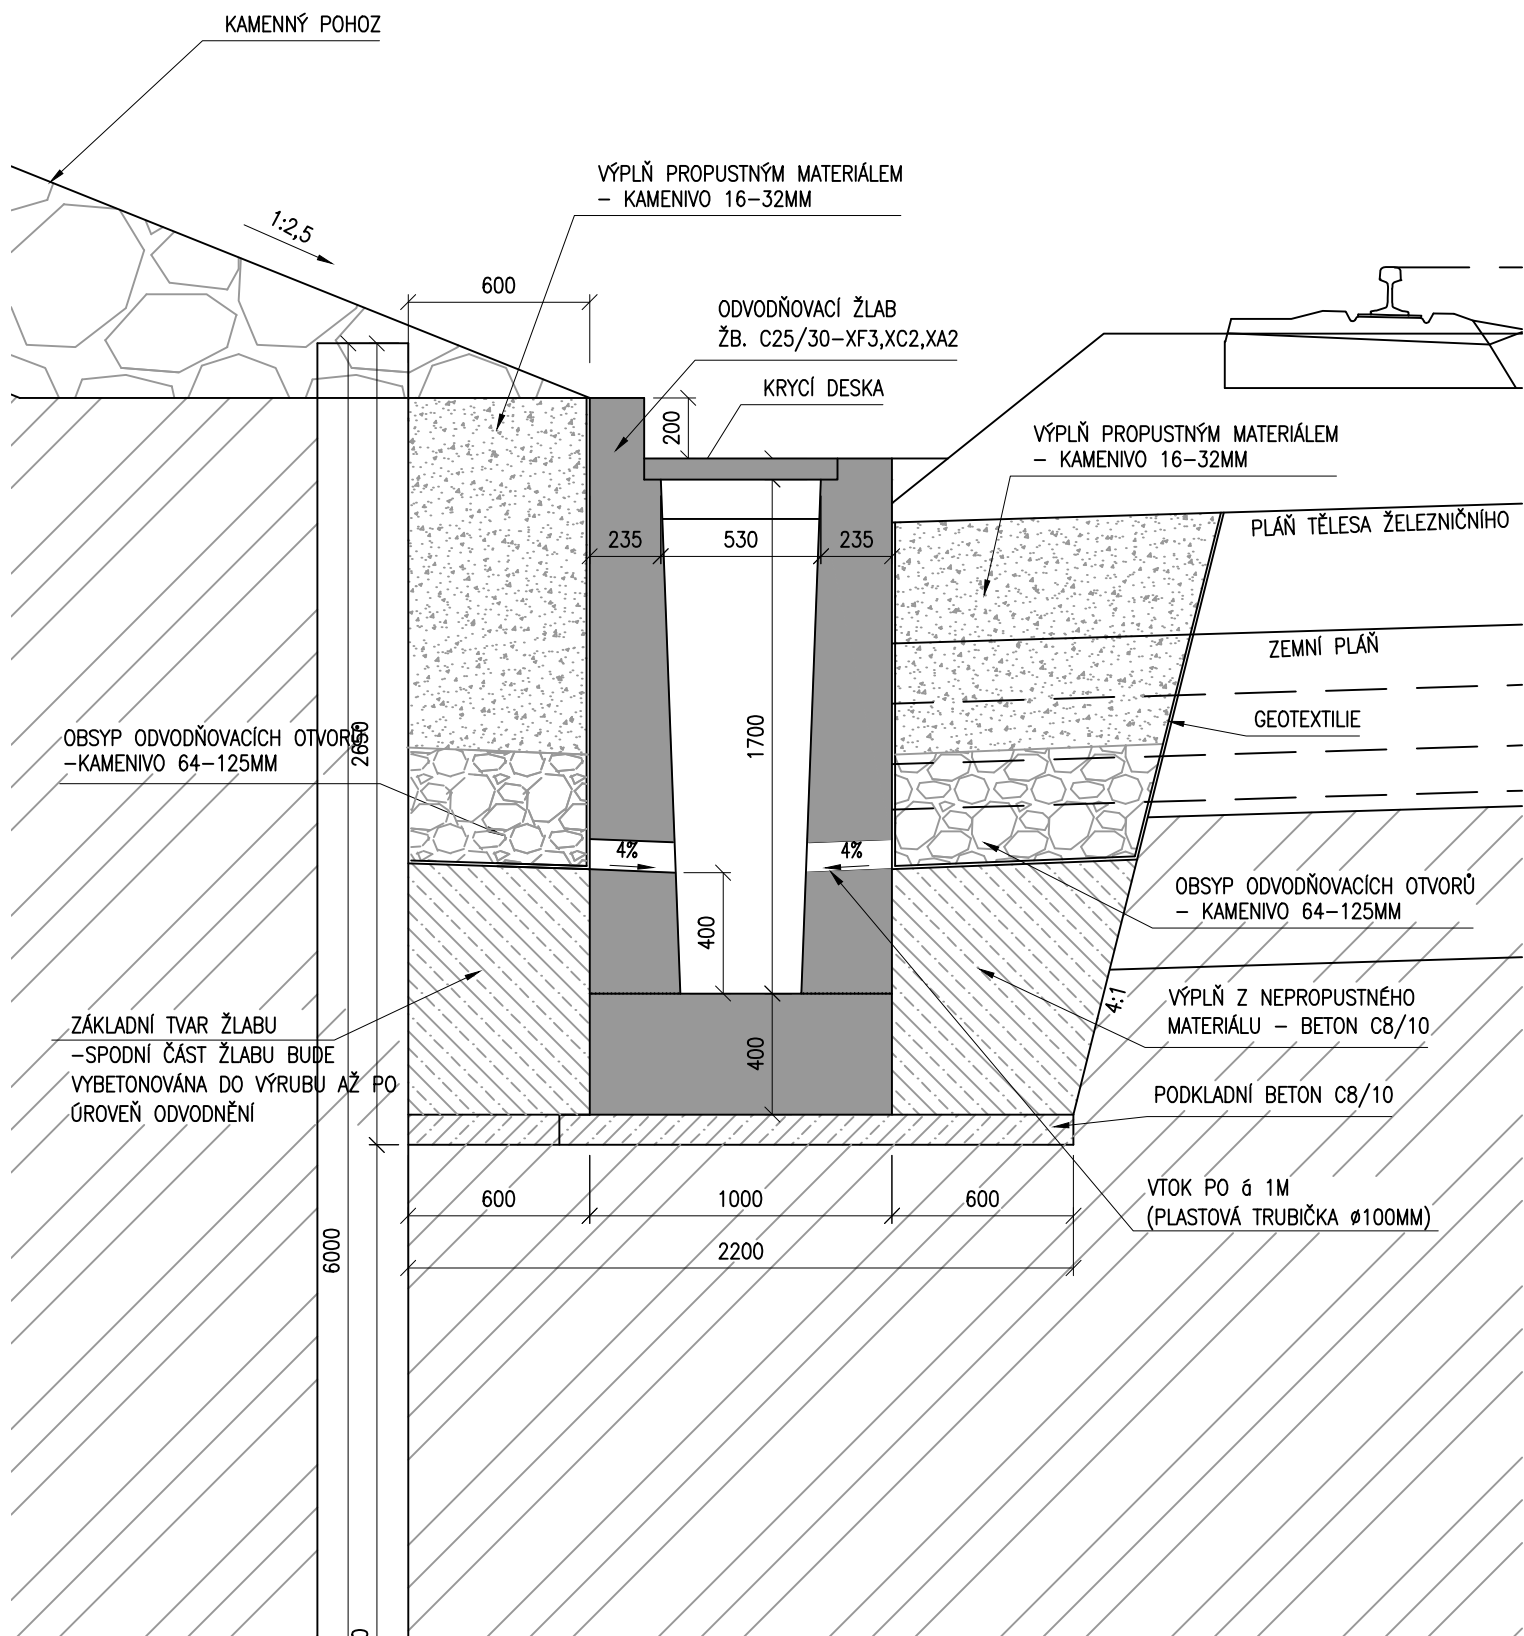 KAMENNÝ POHOZ
VÝPLŇ PROPUSTNÝM MATERIÁLEM
- KAMENIVO 16-32MM
1:2,5
600
ODVODŇOVACÍ ŽLAB
ŽB. C25/30-XF3,XC2,XA2
KRYCÍ DESKA
200
VÝPLŇ PROPUSTNÝM MATERIÁLEM
- KAMENIVO 16-32MM
PLÁŇ TĚLESA ŽELEZNIČNÍHO
235
530
235
ZEMNÍ PLÁŇ
GEOTEXTILIE
OBSYP ODVODŇOVACÍCH OTVORŮ
-KAMENIVO 64-125MM
1700
4%
4%
OBSYP ODVODŇOVACÍCH OTVORŮ
- KAMENIVO 64-125MM
400
VÝPLŇ Z NEPROPUSTNÉHO
MATERIÁLU - BETON C8/10
4:1
ZÁKLADNÍ TVAR ŽLABU
-SPODNÍ ČÁST ŽLABU BUDE
VYBETONOVÁNA DO VÝRUBU AŽ PO
ÚROVEŇ ODVODNĚNÍ
400
PODKLADNÍ BETON C8/10
600
1000
600
VTOK PO á 1M
(PLASTOVÁ TRUBIČKA ø100MM)
2200
6000